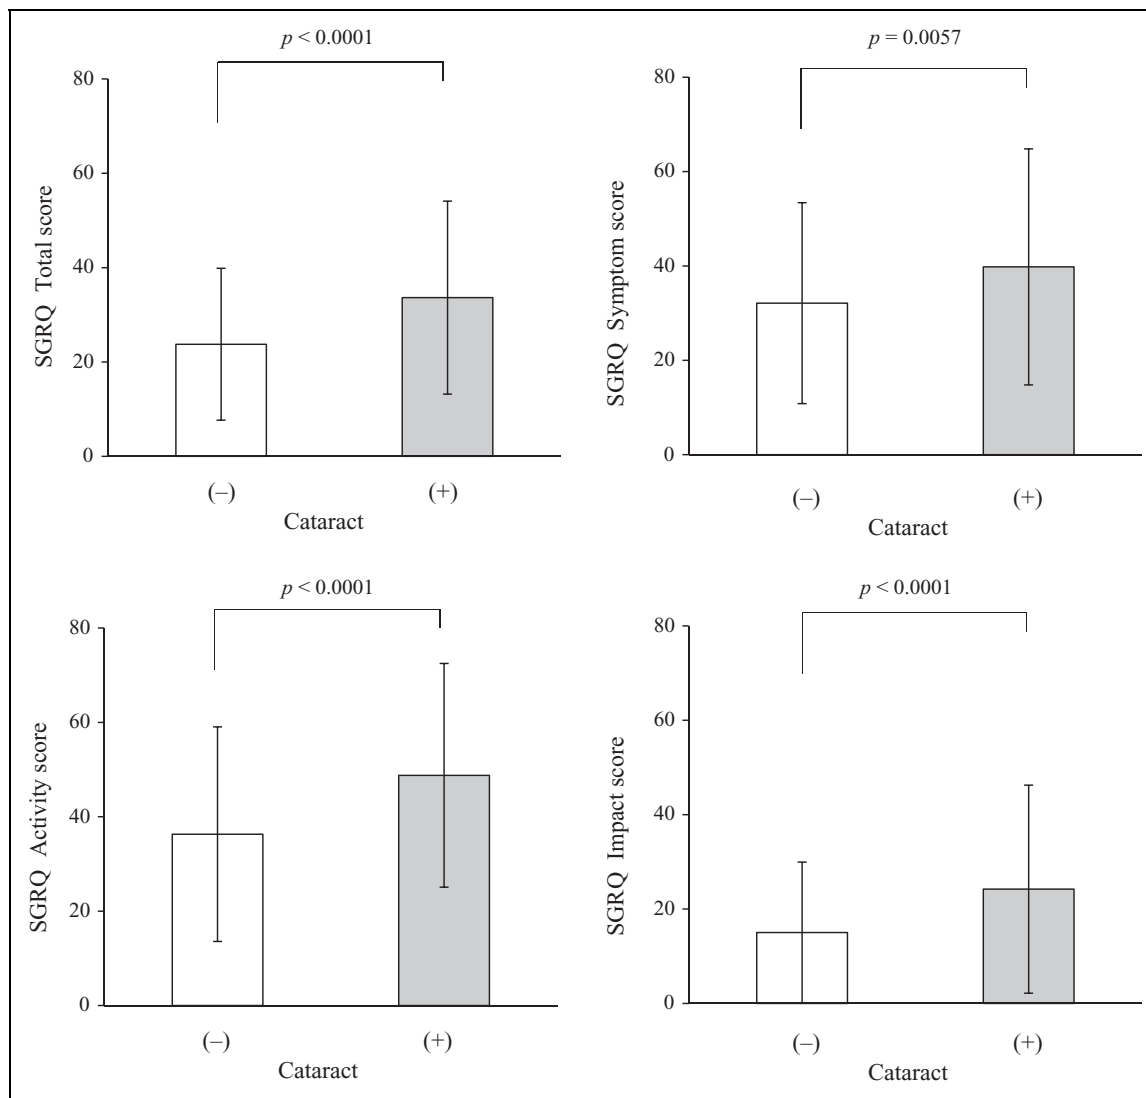 p < 0.0001
80
60
40
20
0
SGRQ Total score
(–)
(+)
Cataract
p = 0.0057
80
60
40
20
0
SGRQ Symptom score
(–)
(+)
Cataract
p < 0.0001
80
60
40
20
0
SGRQ Activity score
(–)
(+)
Cataract
p < 0.0001
80
60
40
20
0
SGRQ Impact score
(–)
(+)
Cataract